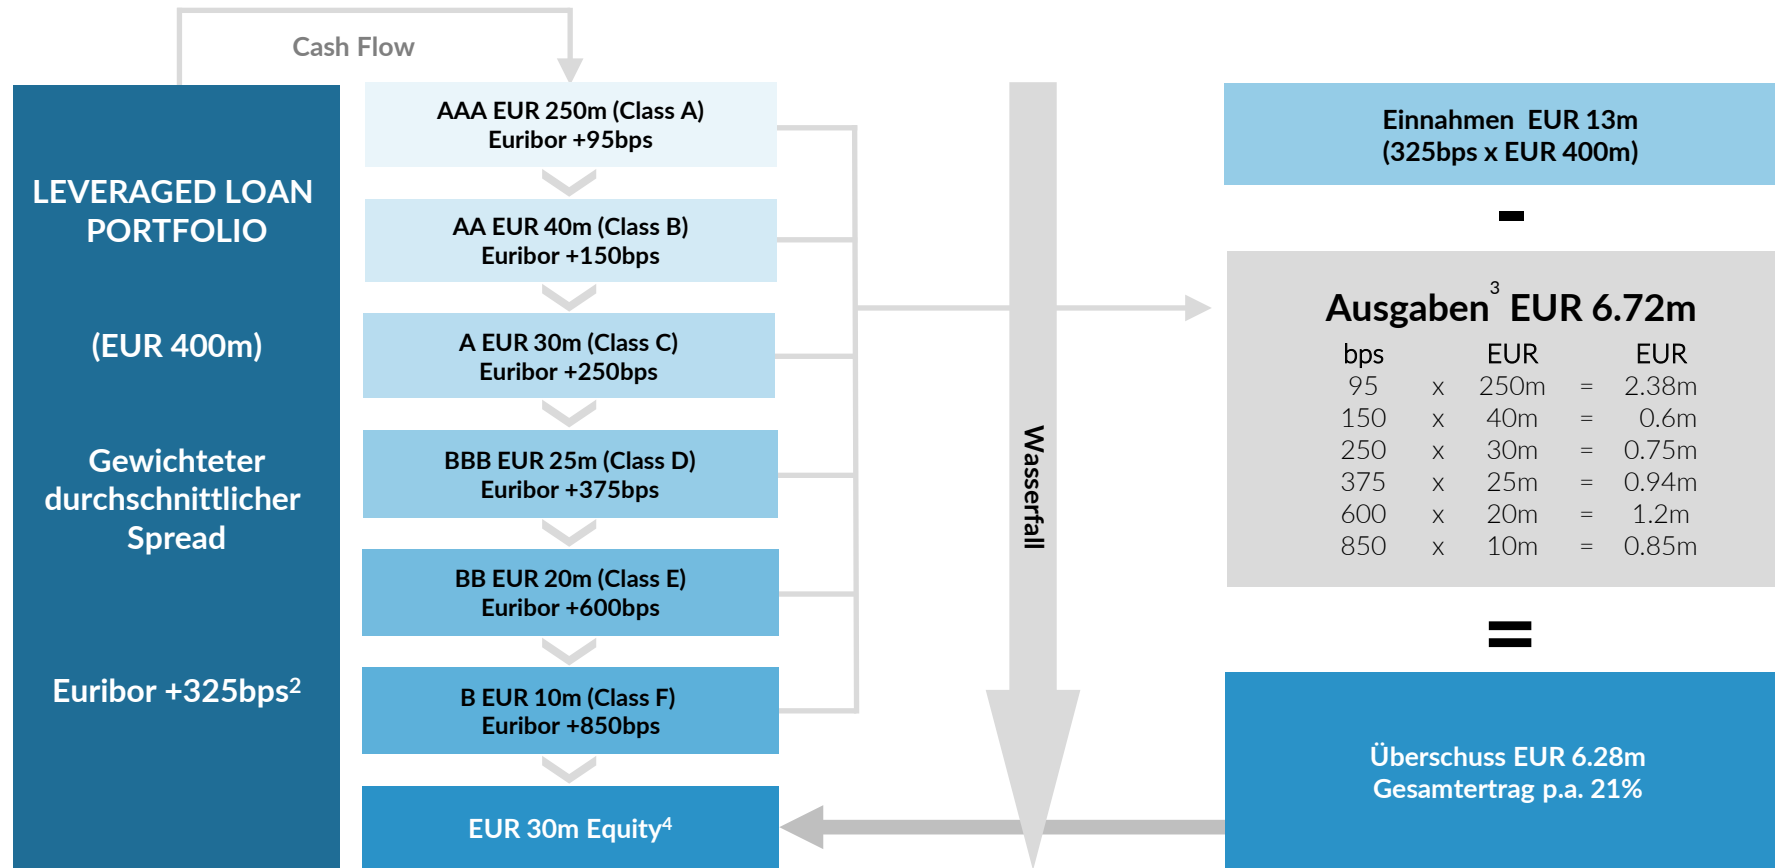 Cash Flow
LEVERAGED LOAN
PORTFOLIO
(EUR 400m)
Gewichteter
durchschnittlicher
Spread
Euribor +325bps²
AAA EUR 250m (Class A)
Euribor +95bps
AA EUR 40m (Class B)
Euribor +150bps
A EUR 30m (Class C)
Euribor +250bps
BBB EUR 25m (Class D)
Euribor +375bps
BB EUR 20m (Class E)
Euribor +600bps
B EUR 10m (Class F)
Euribor +850bps
EUR 30m Equity⁴
Wasserfall
Einnahmen EUR 13m
(325bps x EUR 400m)
-
Ausgaben³ EUR 6.72m
bps EUR EUR
95 x 250m = 2.38m
150 x 40m = 0.6m
250 x 30m = 0.75m
375 x 25m = 0.94m
600 x 20m = 1.2m
850 x 10m = 0.85m
=
Überschuss EUR 6.28m
Gesamtertrag p.a. 21%